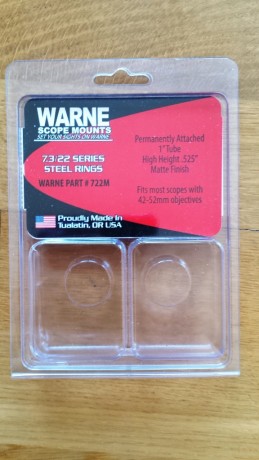 WARNE
SCOPE MOUNTS
SET YOUR SIGHTS ON WARNE
7.3/22 SERIES
STEEL RINGS
WARNE PART # 722M
Proudly Made In
Tualatin, OR USA
Permanently Attached
1" Tube
High Height .525"
Matte Finish
Fits most scopes with
42-52mm objectives